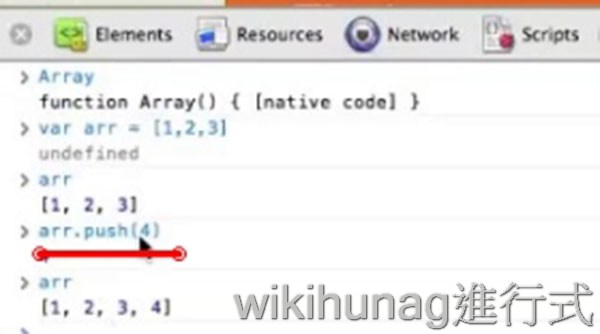 Elements Resources Network Scripts
> Array
function Array() { [native code] }
> var arr = [1,2,3]
undefined
> arr
[1, 2, 3]
> arr.push(4)
> arr
[1, 2, 3, 4]
>
wikihunag進行式